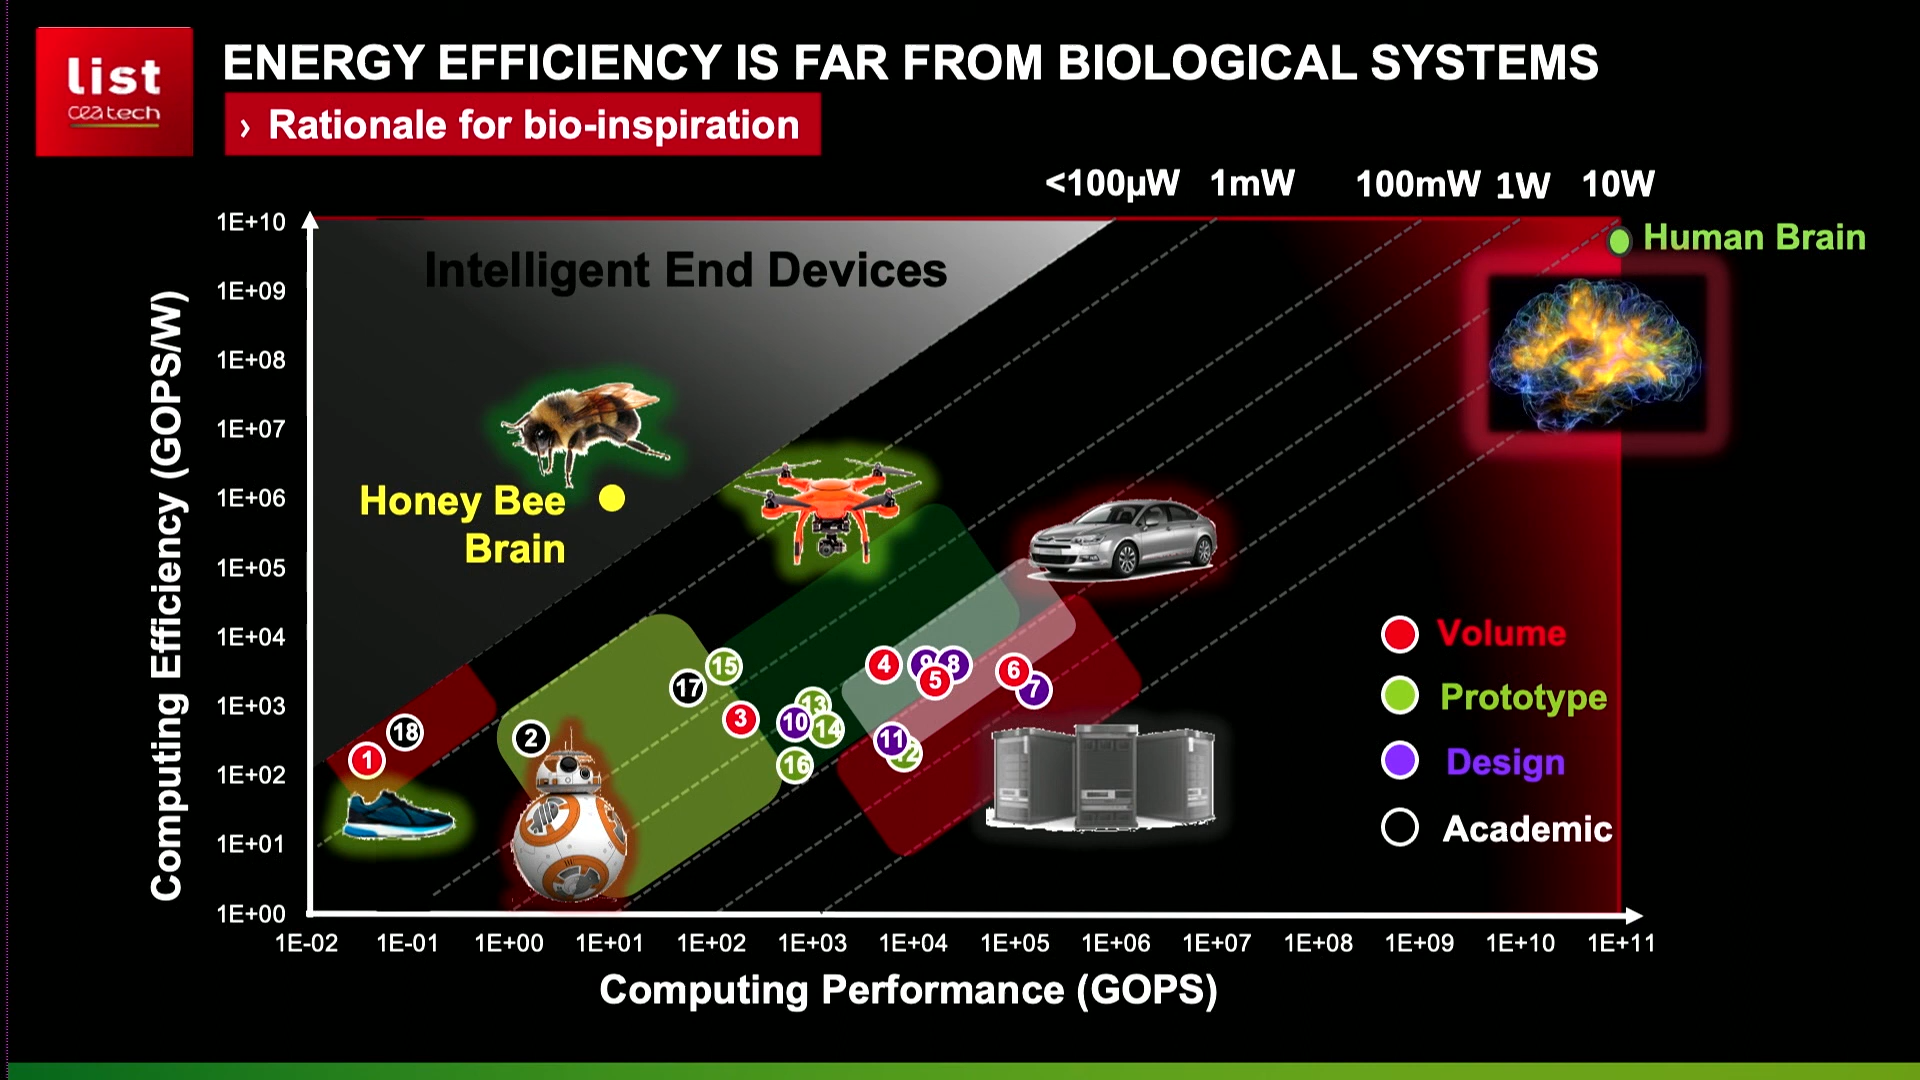 list
ceatech
ENERGY EFFICIENCY IS FAR FROM BIOLOGICAL SYSTEMS
› Rationale for bio-inspiration
<100µW 1mW 100mW 1W 10W
Human Brain
Intelligent End Devices
Honey Bee
Brain
Computing Efficiency (GOPS/W)
1E+10
1E+09
1E+08
1E+07
1E+06
1E+05
1E+04
1E+03
1E+02
1E+01
1E+00
15
4
9
8
17
5
6
7
13
3
10
14
18
2
11
12
1
16
Volume
Prototype
Design
Academic
1E-02 1E-01 1E+00 1E+01 1E+02 1E+03 1E+04 1E+05 1E+06 1E+07 1E+08 1E+09 1E+10 1E+11
Computing Performance (GOPS)